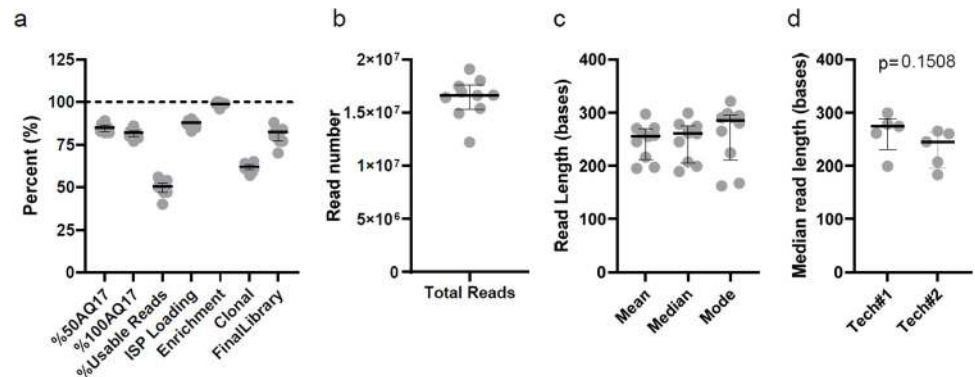 a
b
c
d
Percent (%)
125
100
75
50
25
0
%50AQ17
%100AQ17
%Usable Reads
ISP Loading
Enrichment
Clonal
FinalLibrary
Read number
2×10⁷
1.5×10⁷
1×10⁷
5×10⁶
0
Total Reads
Read Length (bases)
400
300
200
100
0
Mean
Median
Mode
Median read length (bases)
400
300
200
100
0
p=0.1508
Tech#1
Tech#2